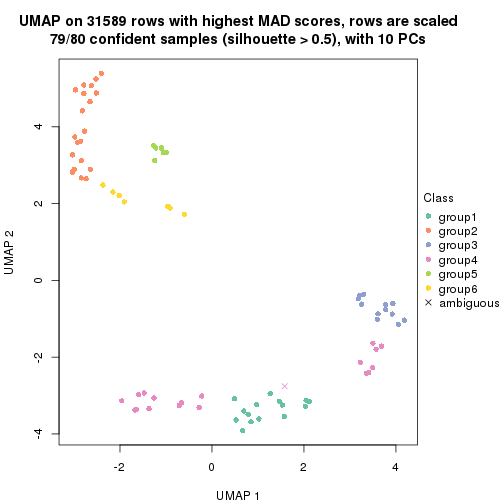 UMAP on 31589 rows with highest MAD scores, rows are scaled
79/80 confident samples (silhouette > 0.5), with 10 PCs
4
2
0
-2
-4
UMAP 2
-2
0
2
4
UMAP 1
Class
group1
group2
group3
group4
group5
group6
ambiguous